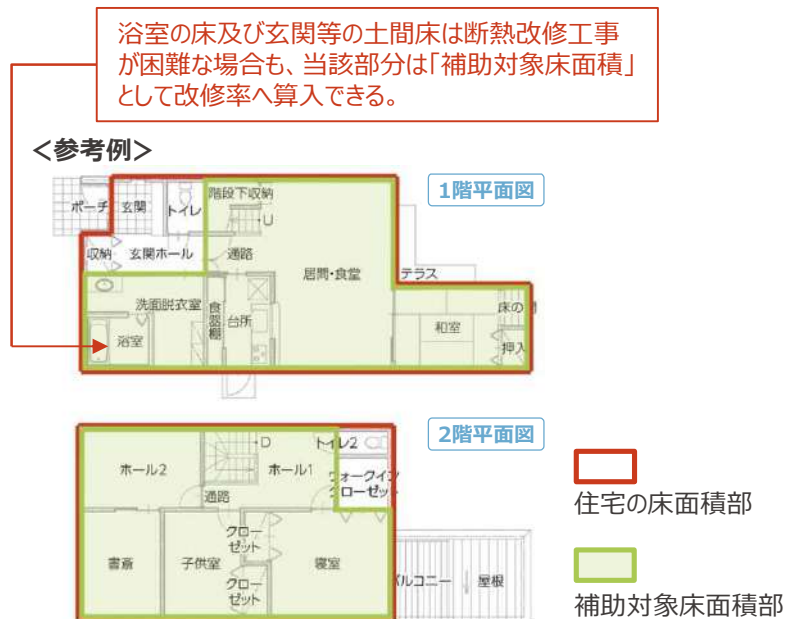 浴室の床及び玄関等の土間床は断熱改修工事
が困難な場合も、当該部分は「補助対象床面積」
として改修率へ算入できる。
＜参考例＞
1階平面図
階段下収納
ポーチ
玄関
トイレ
U
収納
玄関ホール
通路
居間・食堂
テラス
洗面脱衣室
食器棚
台所
浴室
和室
床の間
押入
2階平面図
D
トイレ2
ホール2
ホール1
ウォークイン
クローゼット
通路
クロー
ゼット
書斎
子供室
寝室
クロー
ゼット
バルコニー
屋根
住宅の床面積部
補助対象床面積部